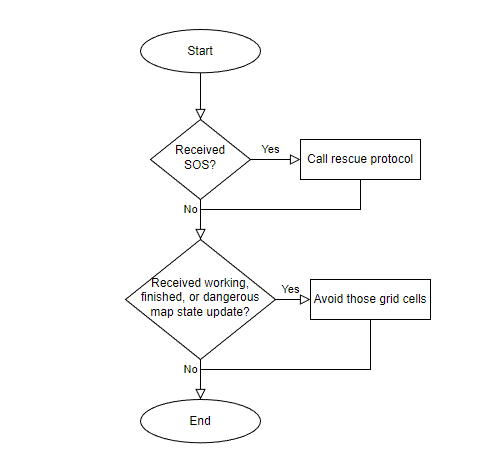 Start
Received
SOS?
Yes
Call rescue protocol
No
Received working,
finished, or dangerous
map state update?
Yes
Avoid those grid cells
No
End